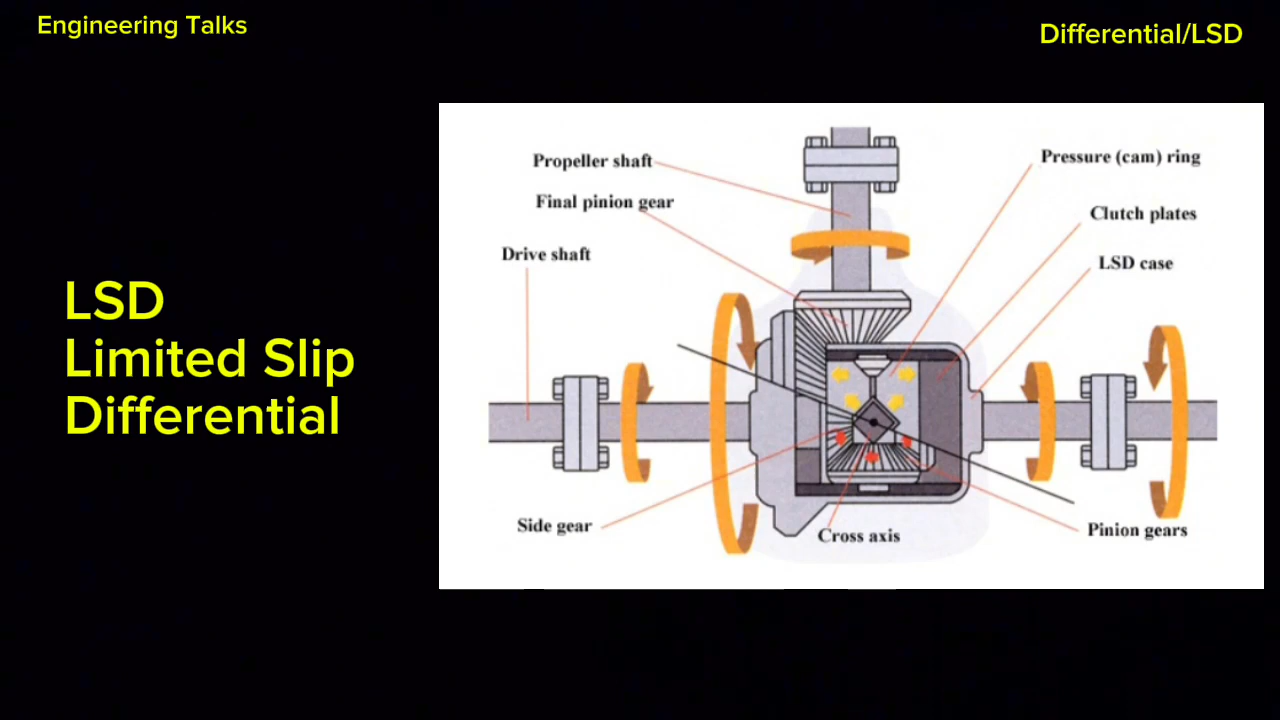 Engineering Talks
Differential/LSD
LSD
Limited Slip
Differential
Propeller shaft
Final pinion gear
Drive shaft
Pressure (cam) ring
Clutch plates
LSD case
Side gear
Cross axis
Pinion gears